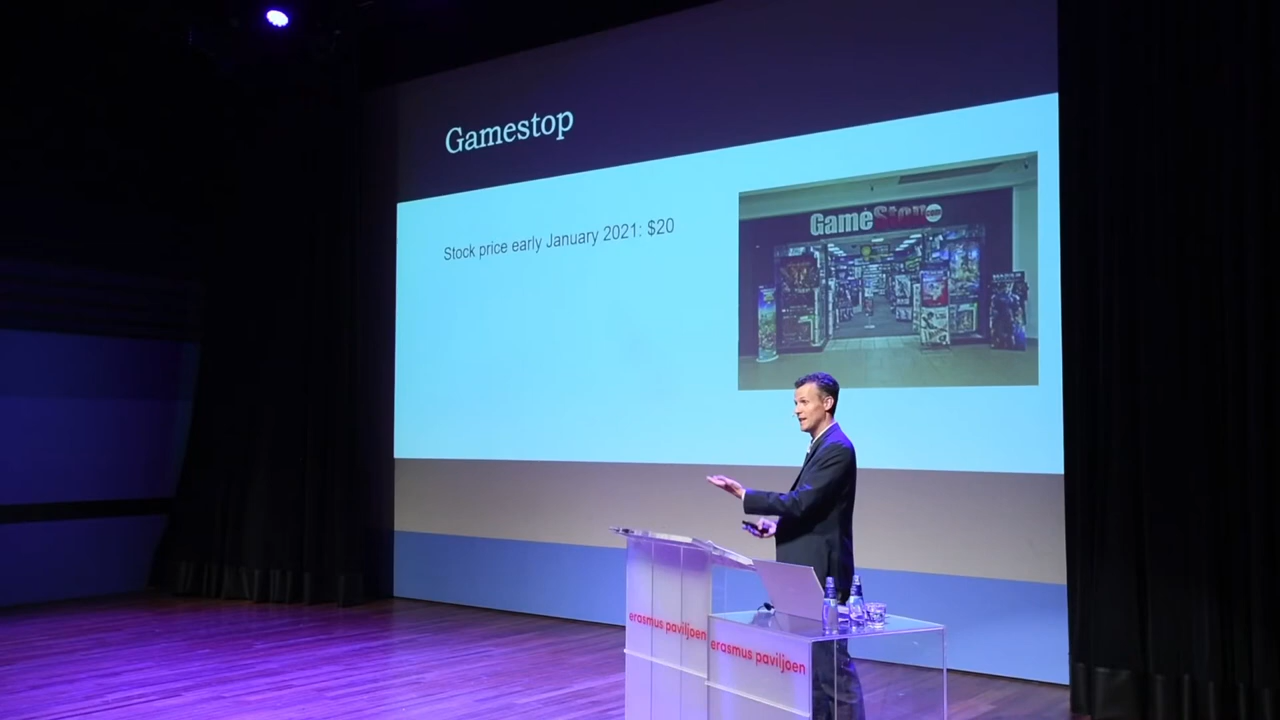 Gamestop
Stock price early January 2021: $20
GameStop
erasmus paviljoen
erasmus paviljoen